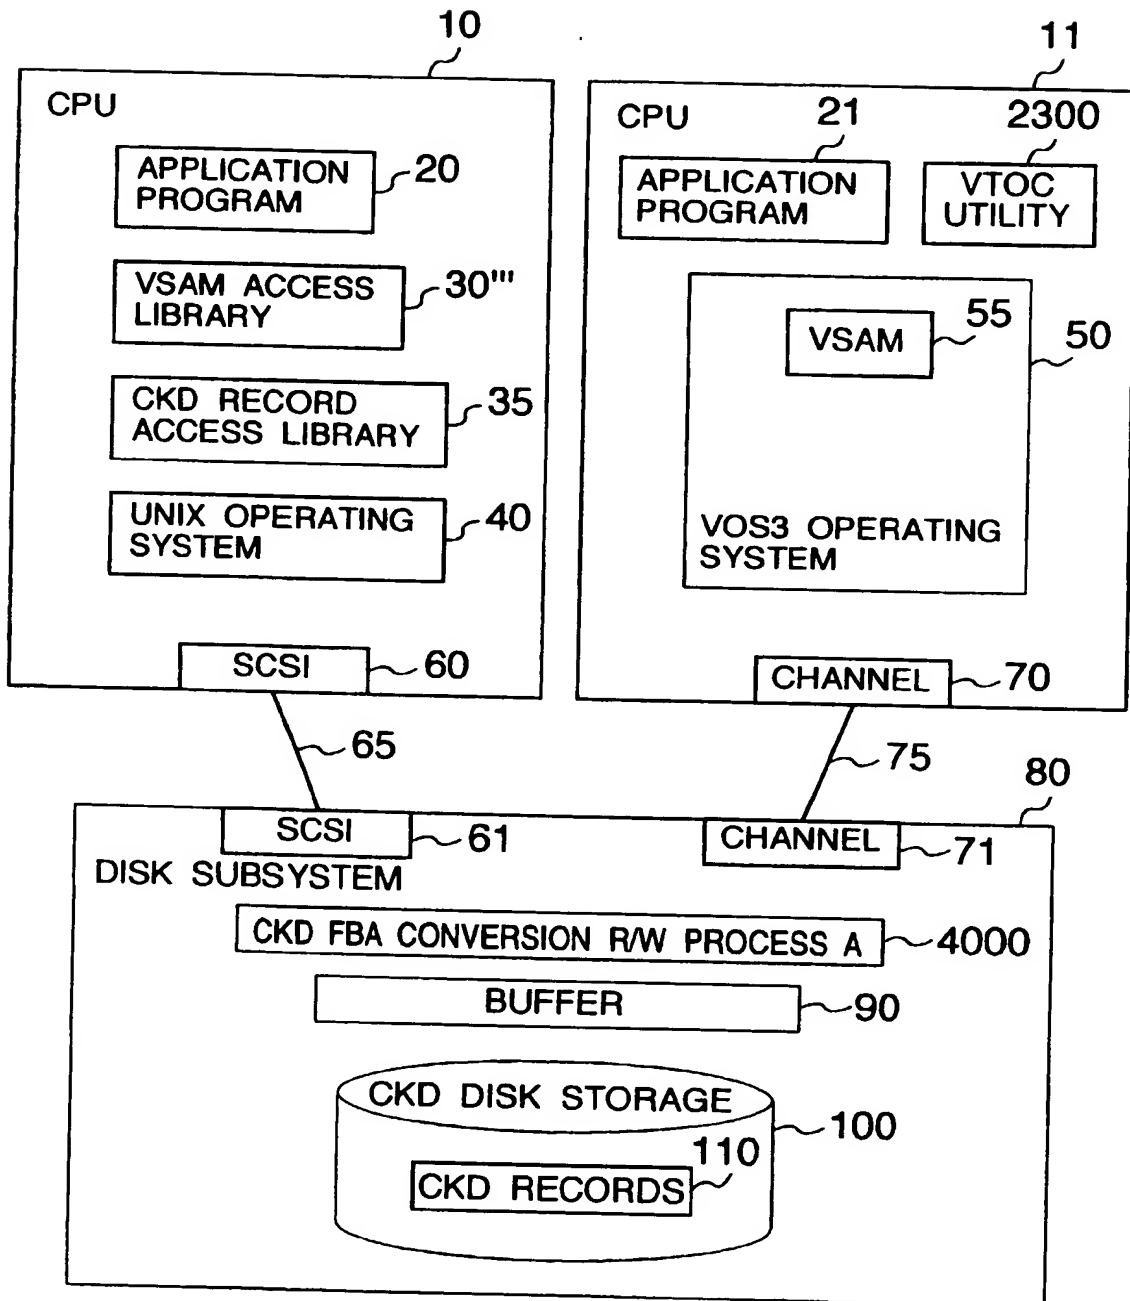 10
11
CPU
APPLICATION
PROGRAM
20
VSAM ACCESS
LIBRARY
30'''
CKD RECORD
ACCESS LIBRARY
35
UNIX OPERATING
SYSTEM
40
SCSI
60
CPU
21
2300
APPLICATION
PROGRAM
VTOC
UTILITY
VSAM
55
50
VOS3 OPERATING
SYSTEM
CHANNEL
70
65
75
80
SCSI
61
CHANNEL
71
DISK SUBSYSTEM
CKD FBA CONVERSION R/W PROCESS A
4000
BUFFER
90
CKD DISK STORAGE
100
110
CKD RECORDS